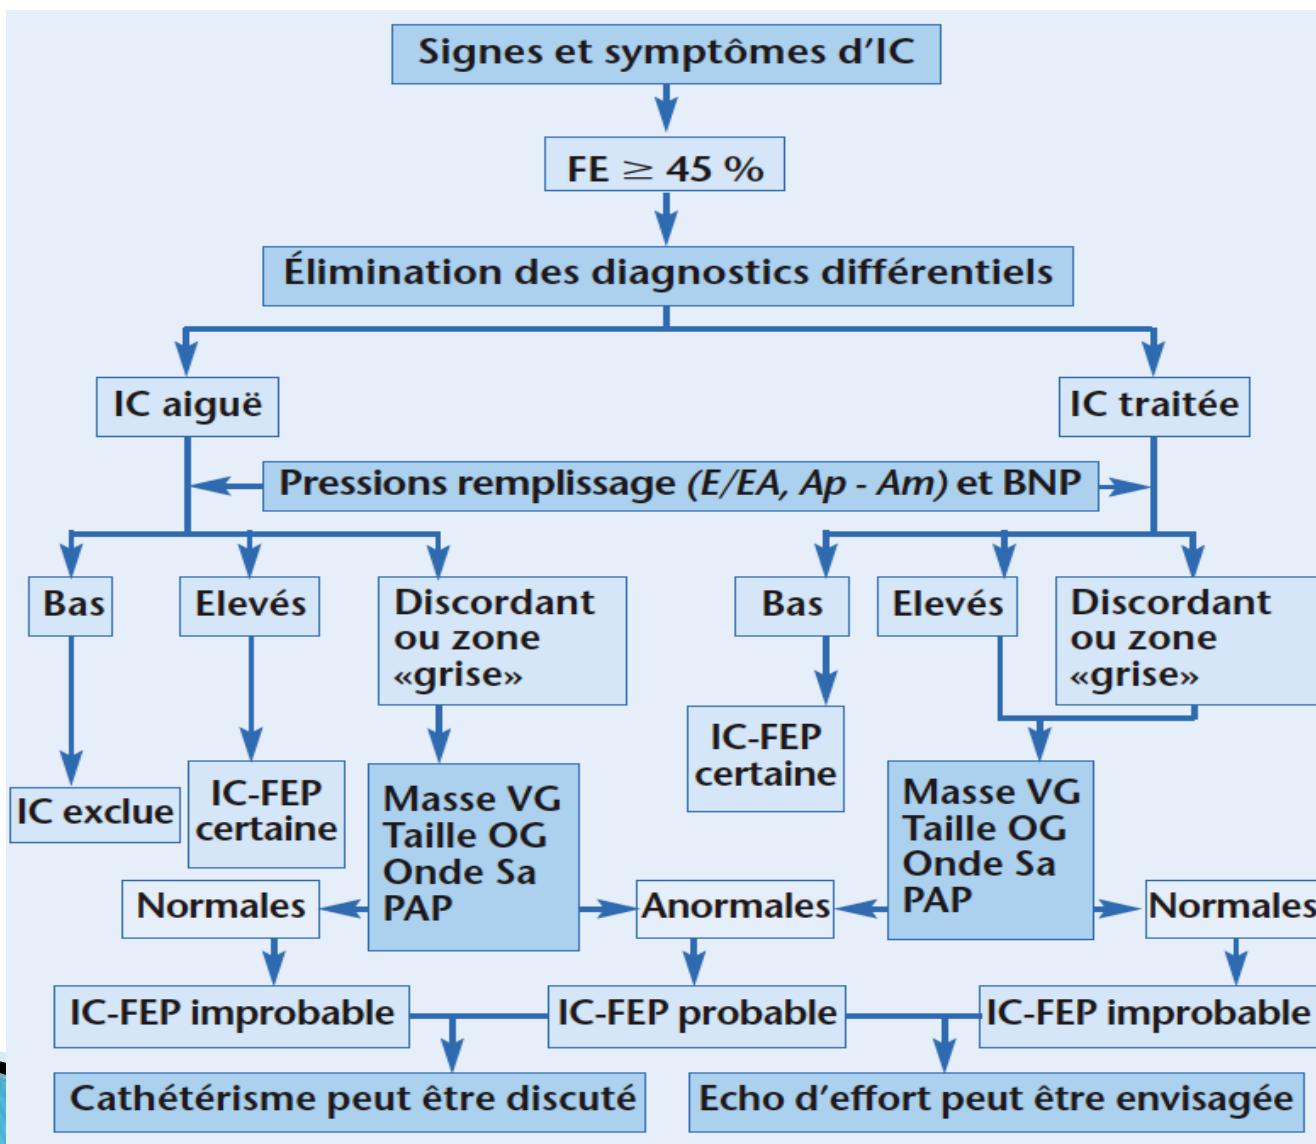 Signes et symptômes d'IC
FE ≥ 45 %
Élimination des diagnostics différentiels
IC aiguë
IC traitée
Pressions remplissage (E/EA, Ap - Am) et BNP
Bas
Elevés
Discordant
ou zone
«grise»
Bas
Elevés
Discordant
ou zone
«grise»
IC exclue
IC-FEP
certaine
Masse VG
Taille OG
Onde Sa
PAP
IC-FEP
certaine
Masse VG
Taille OG
Onde Sa
PAP
Normales
Anormales
Normales
IC-FEP improbable
IC-FEP probable
IC-FEP improbable
Cathétérisme peut être discuté
Echo d'effort peut être envisagée